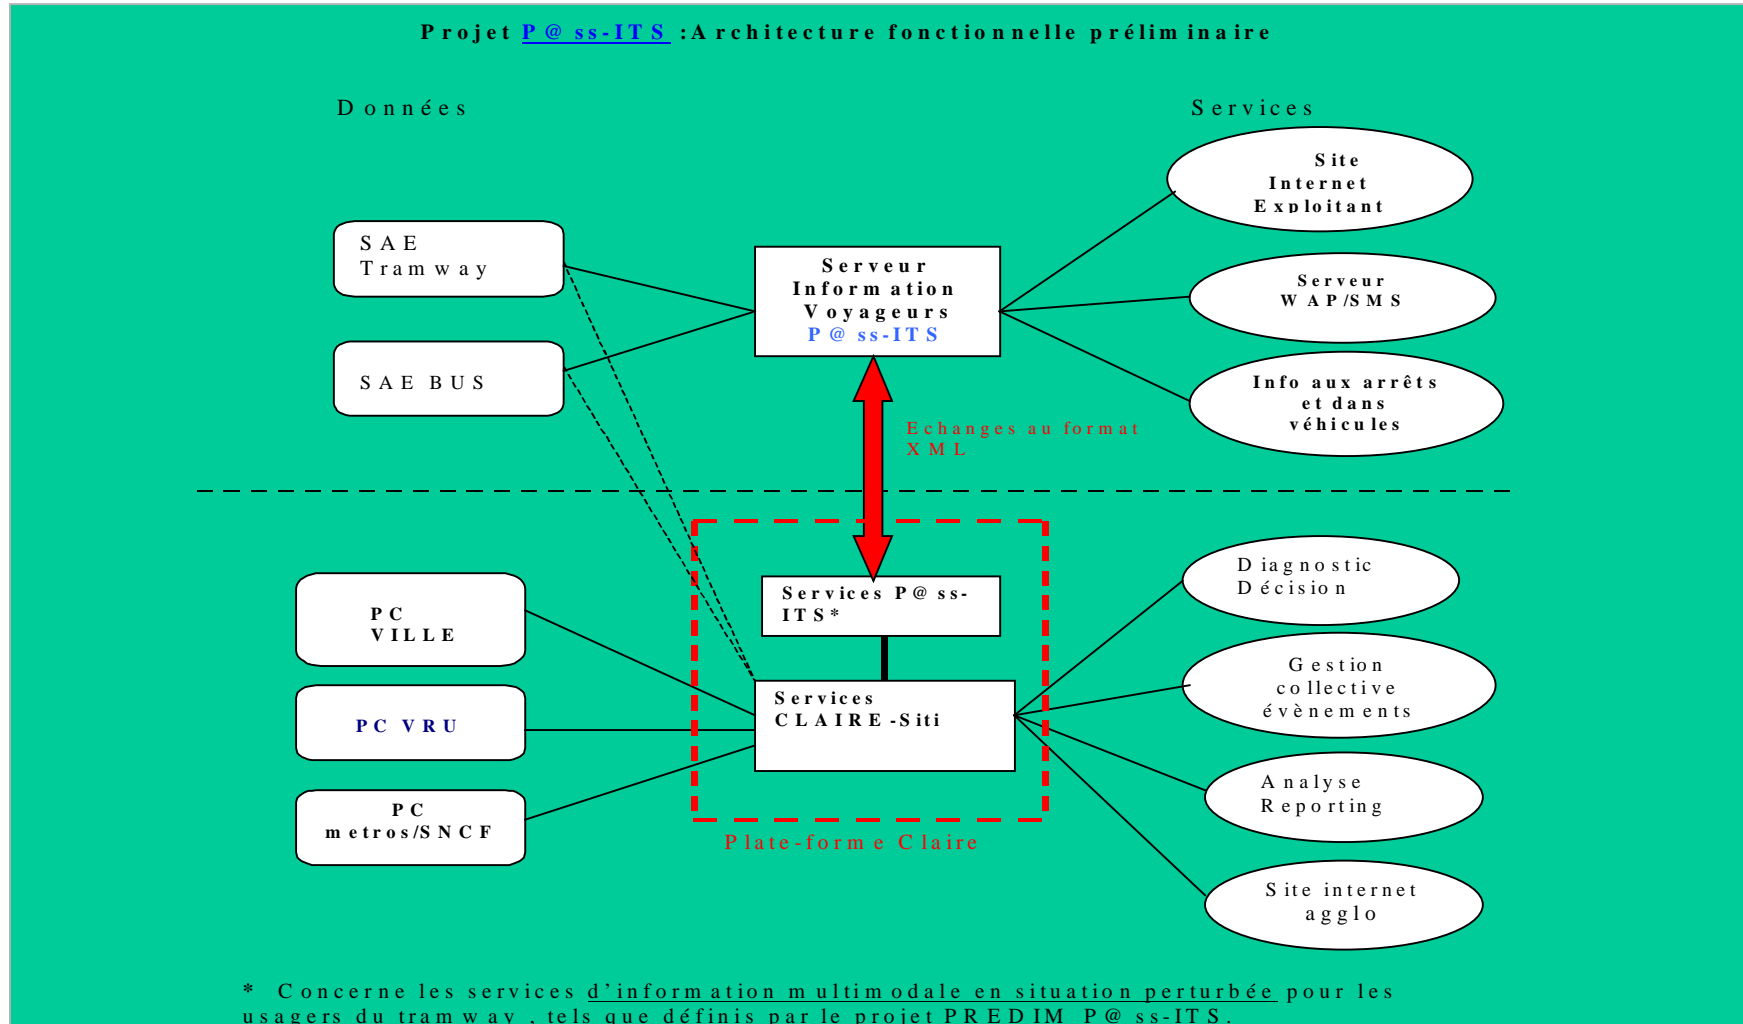 Projet P@ss-ITS :Architecture fonctionnelle préliminaire
Données
Services
Site
Internet
Exploitant
SAE
Tramway
Serveur
Information
Voyageurs
P@ss-ITS
Serveur
WAP/SMS
SAE BUS
Info aux arrêts
et dans
véhicules
Echanges au format
XML
Diagnostic
Décision
Services P@ss-
ITS*
PC
VILLE
Gestion
collective
évènements
Services
CLAIRE-Siti
PC VRU
Analyse
Reporting
PC
metros/SNCF
Plate-forme Claire
Site internet
agglo
* Concerne les services d'information multimodale en situation perturbée pour les
usagers du tramway , tels que définis par le projet PREDIM P@ss-ITS.